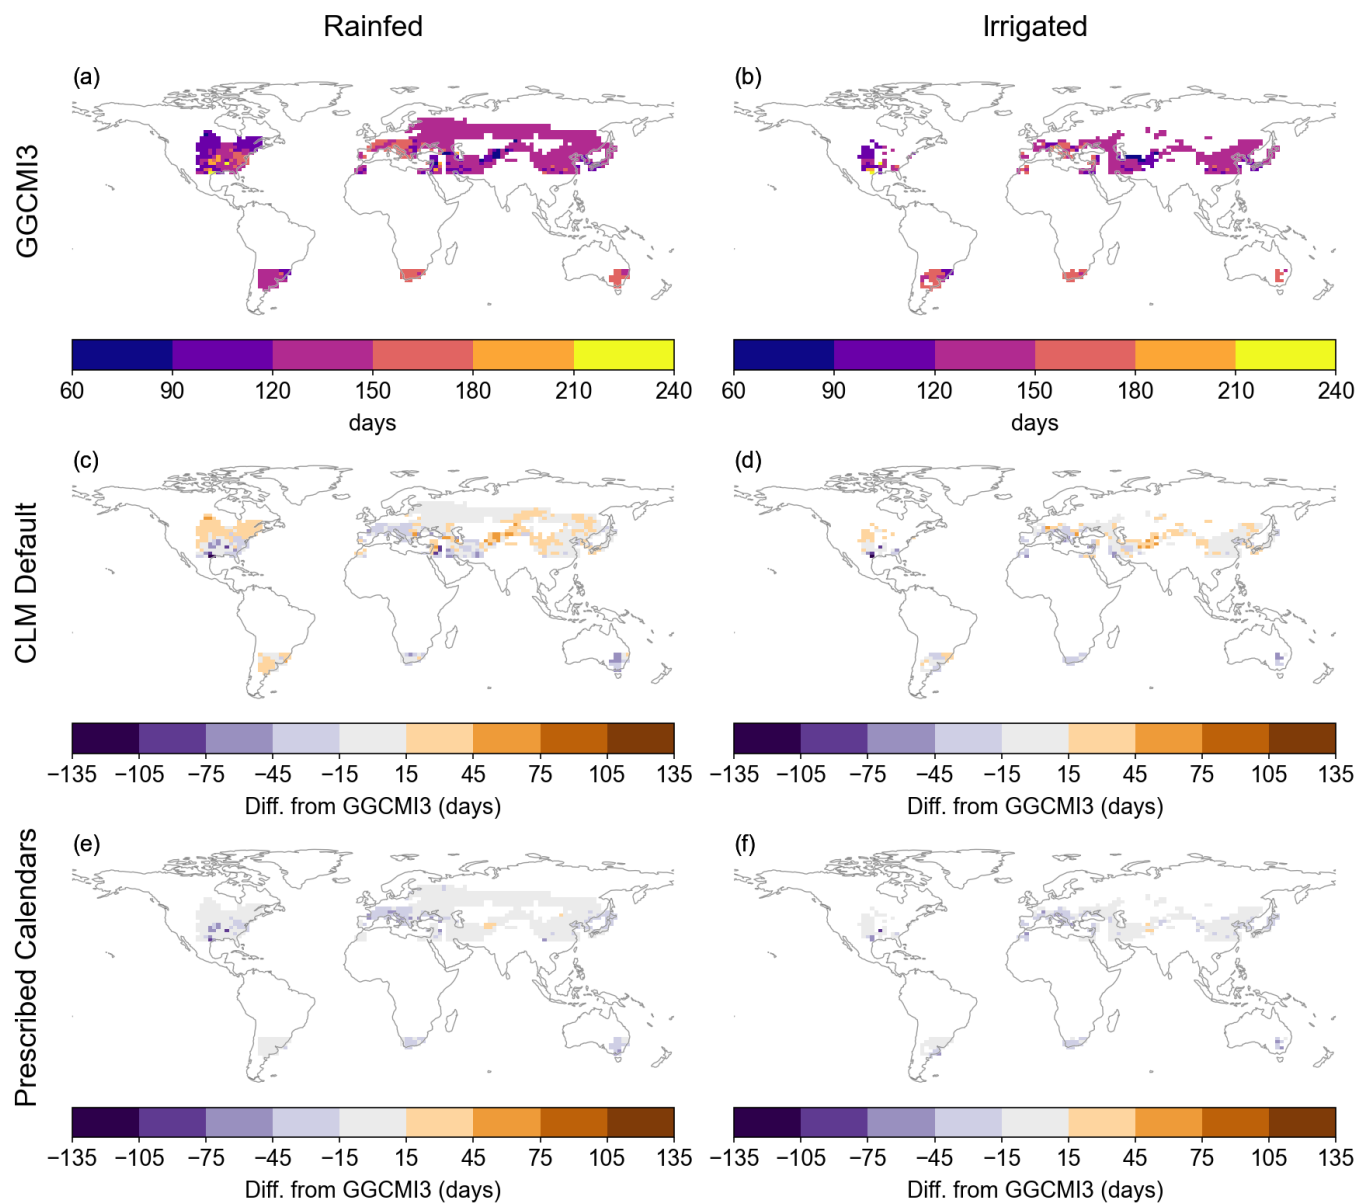 Rainfed
Irrigated
GGCMI3
(a)
(b)
60 90 120 150 180 210 240
days
60 90 120 150 180 210 240
days
CLM Default
(c)
(d)
−135 −105 −75 −45 −15 15 45 75 105 135
Diff. from GGCMI3 (days)
−135 −105 −75 −45 −15 15 45 75 105 135
Diff. from GGCMI3 (days)
Prescribed Calendars
(e)
(f)
−135 −105 −75 −45 −15 15 45 75 105 135
Diff. from GGCMI3 (days)
−135 −105 −75 −45 −15 15 45 75 105 135
Diff. from GGCMI3 (days)